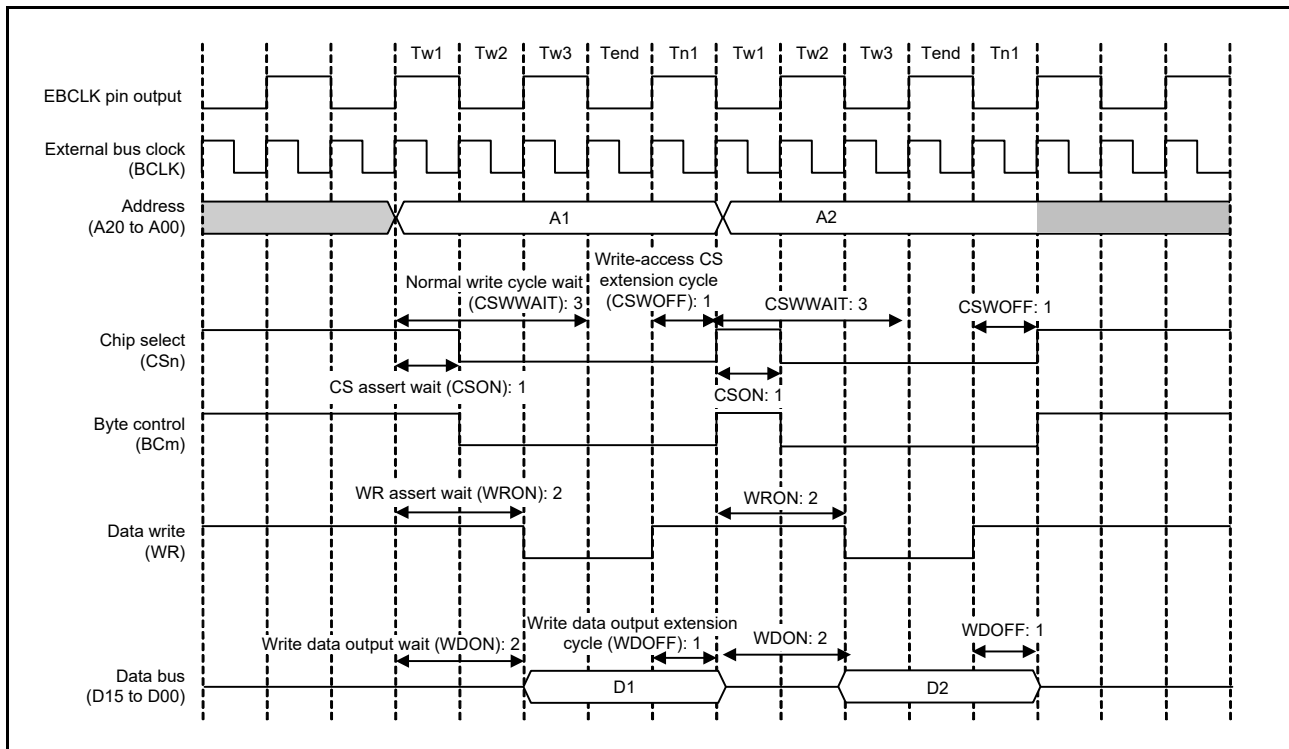 Tw1 Tw2 Tw3 Tend Tn1 Tw1 Tw2 Tw3 Tend Tn1
EBCLK pin output
External bus clock
(BCLK)
Address
(A20 to A00)
A1 A2
Normal write cycle wait
(CSWWAIT): 3
Write-access CS
extension cycle
(CSWOFF): 1
CSWWAIT: 3
CSWOFF: 1
Chip select
(CSn)
CS assert wait (CSON): 1
CSON: 1
Byte control
(BCm)
WR assert wait (WRON): 2
WRON: 2
Data write
(WR)
Write data output wait (WDON): 2
Write data output extension
cycle (WDOFF): 1
WDON: 2
WDOFF: 1
Data bus
(D15 to D00)
D1 D2